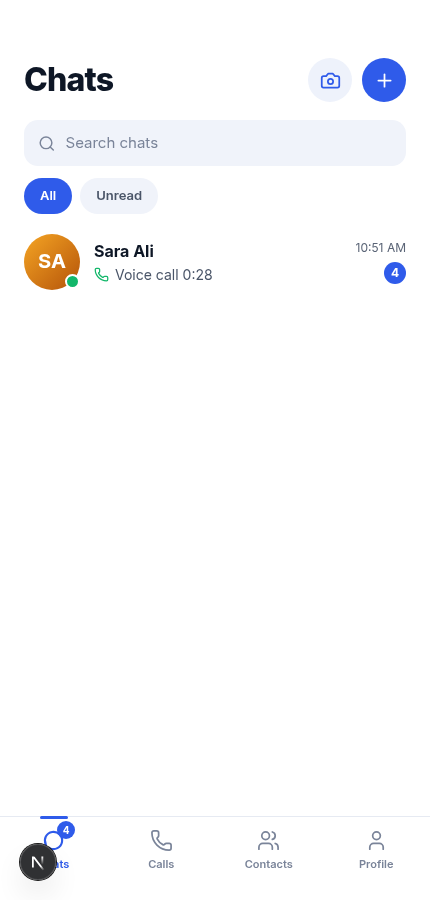 Chats
Search chats
All
Unread
SA
Sara Ali
10:51 AM
Voice call 0:28
4
4
N
Calls
Contacts
Profile